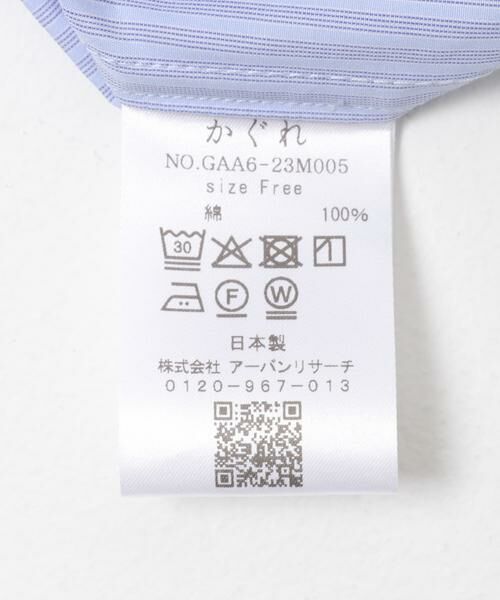 かぐれ
NO.GAA6-23M005
size Free
綿 100%
30
F W
日本製
株式会社 アーバンリサーチ
0120-967-013